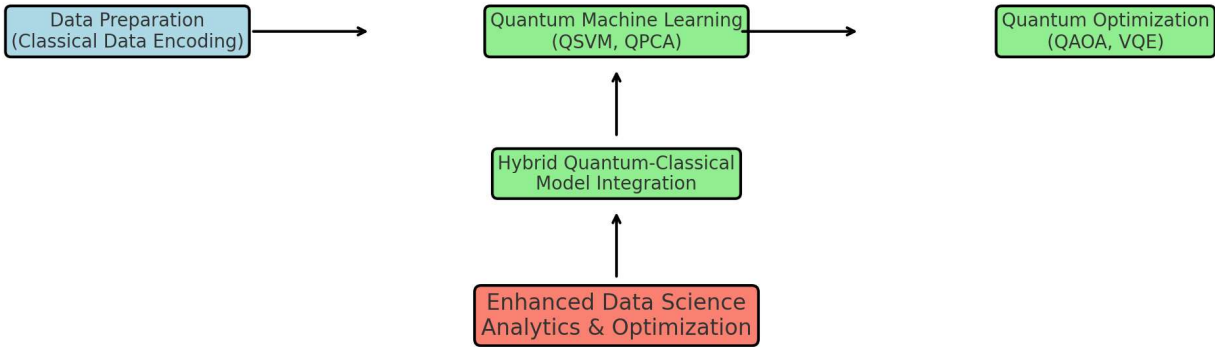 Data Preparation
(Classical Data Encoding)
Quantum Machine Learning
(QSVM, QPCA)
Quantum Optimization
(QAOA, VQE)
Hybrid Quantum-Classical
Model Integration
Enhanced Data Science
Analytics & Optimization